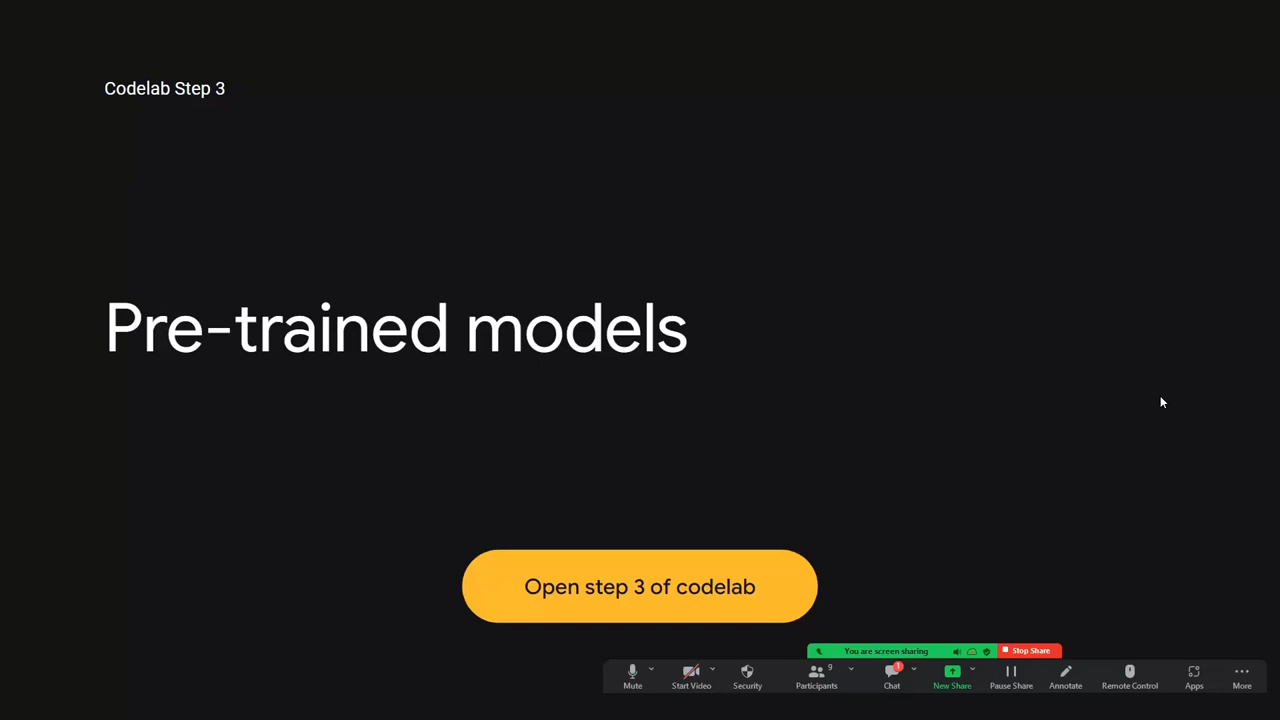 Codelab Step 3
Pre-trained models
Open step 3 of codelab
You are screen sharing
Stop Share
Mute
Start Video
Security
9
Participants
1
Chat
New Share
Pause Share
Annotate
Remote Control
Apps
More